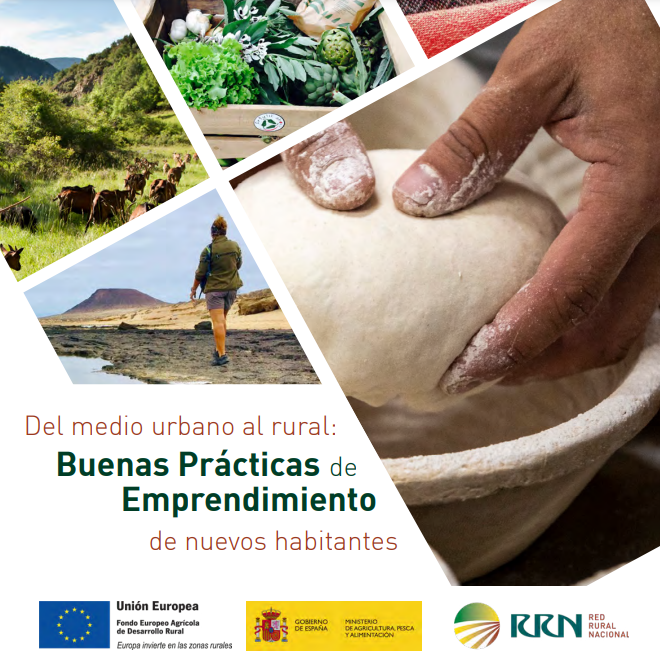 Del medio urbano al rural:
Buenas Prácticas de
Emprendimiento
de nuevos habitantes
Unión Europea
Fondo Europeo Agrícola
de Desarrollo Rural
Europa invierte en las zonas rurales
GOBIERNO
DE ESPAÑA
MINISTERIO
DE AGRICULTURA, PESCA
Y ALIMENTACIÓN
RRN
RED
RURAL
NACIONAL